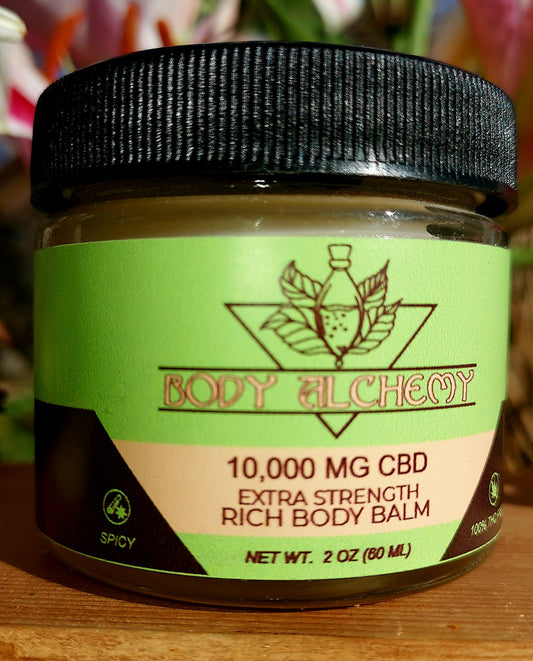 BODY ALCHEMY
10,000 MG CBD
EXTRA STRENGTH
RICH BODY BALM
NET WT. 2 OZ (60 ML)
SPICY
100% THC